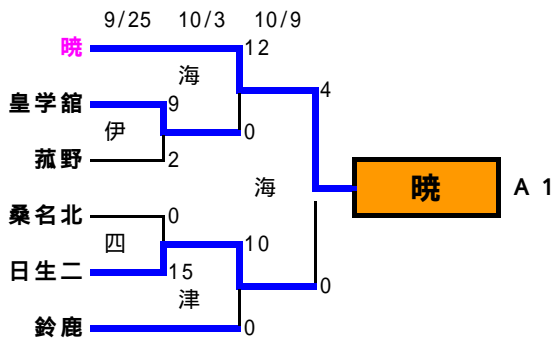 9/25 10/3 10/9
暁 12
海
皇学舘 9 4
伊 0
菰野 2
海
暁 A 1
桑名北 0
四 10
日生二 15 0
津
鈴鹿 0